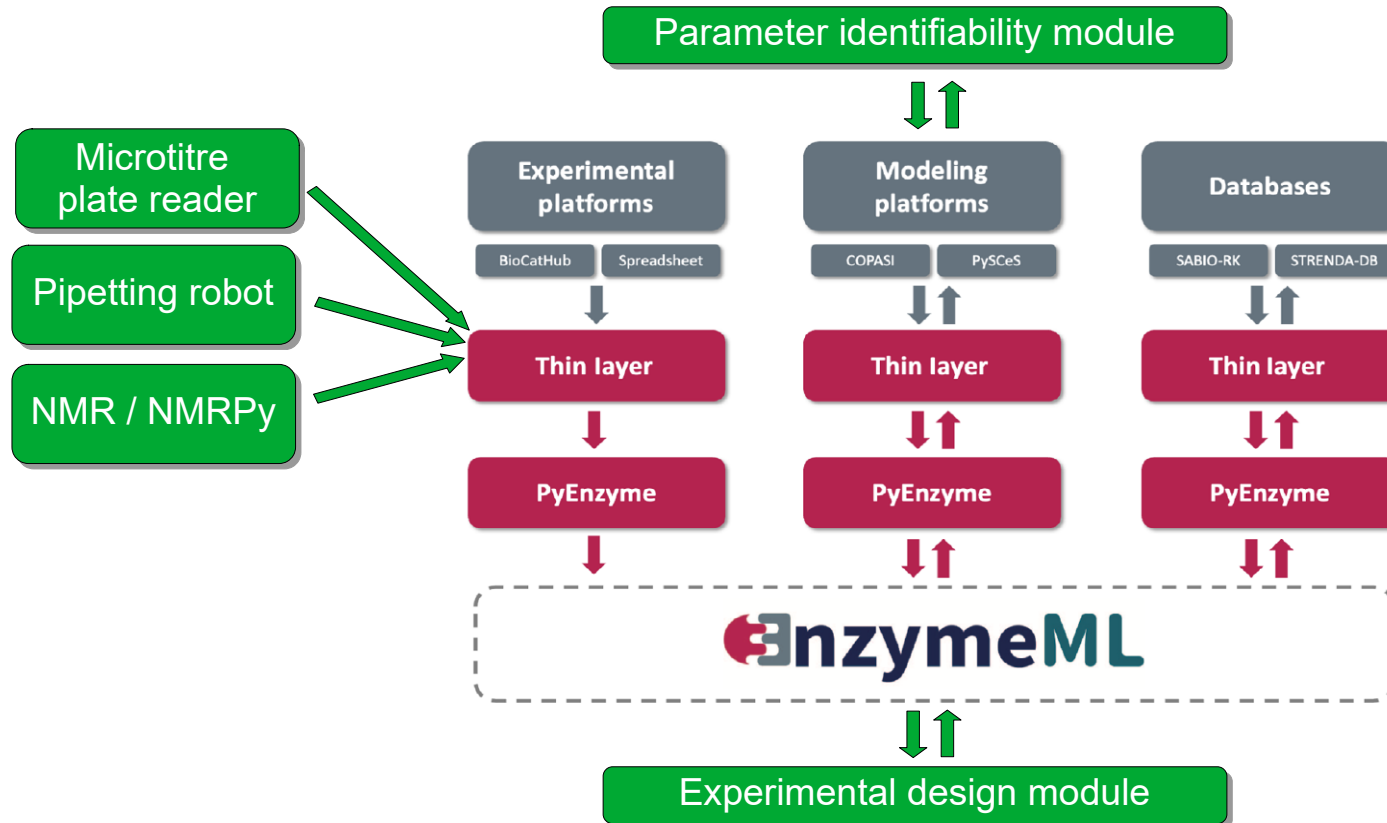 Parameter identifiability module
Microtitre
plate reader
Pipetting robot
NMR / NMRPy
Experimental
platforms
BioCatHub
Spreadsheet
Thin layer
PyEnzyme
Modeling
platforms
COPASI
PySCeS
Thin layer
PyEnzyme
Databases
SABIO-RK
STRENDA-DB
Thin layer
PyEnzyme
EnzymeML
Experimental design module